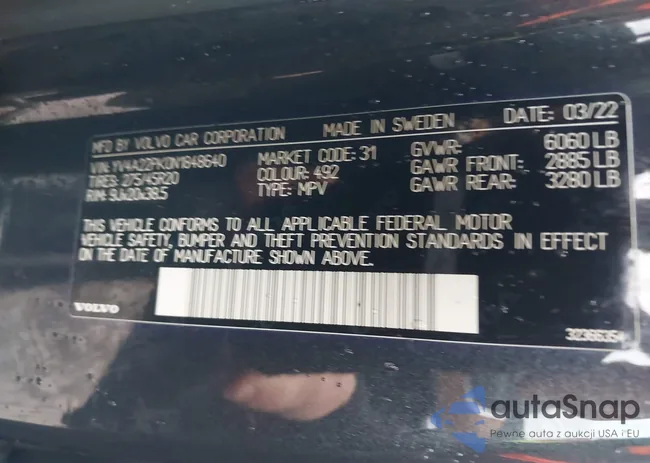 MFD BY VOLVO CAR CORPORATION MADE IN SWEDEN DATE: 03/22
VIN: YV4A22PK0N1848640 MARKET CODE: 31 GVWR: 6060 LB
TIRES: 275/45R20 COLOUR: 492 GAWR FRONT: 2885 LB
RIM: 9Jx20x38.5 TYPE: MPV GAWR REAR: 3280 LB
THIS VEHICLE CONFORMS TO ALL APPLICABLE FEDERAL MOTOR
VEHICLE SAFETY, BUMPER AND THEFT PREVENTION STANDARDS IN EFFECT
ON THE DATE OF MANUFACTURE SHOWN ABOVE.
VOLVO
autaSnap
Pewne auta z aukcji USA i EU